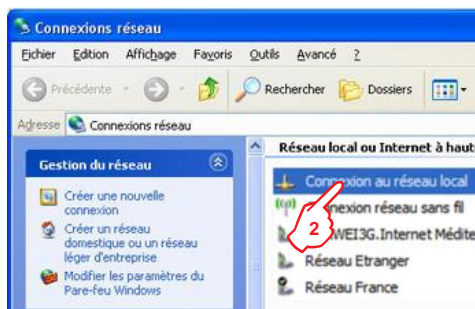 Connexions réseau
Fichier Edition Affichage Favoris Outils Avancé ?
Précédente Rechercher Dossiers
Adresse Connexions réseau
Gestion du réseau
Créer une nouvelle
connexion
Créer un réseau
domestique ou un réseau
léger d'entreprise
Modifier les paramètres du
Pare-feu Windows
Réseau local ou Internet à haut
Connexion au réseau local
nexion réseau sans fil
2
WEI3G.Internet Médite
Réseau Etranger
Réseau France